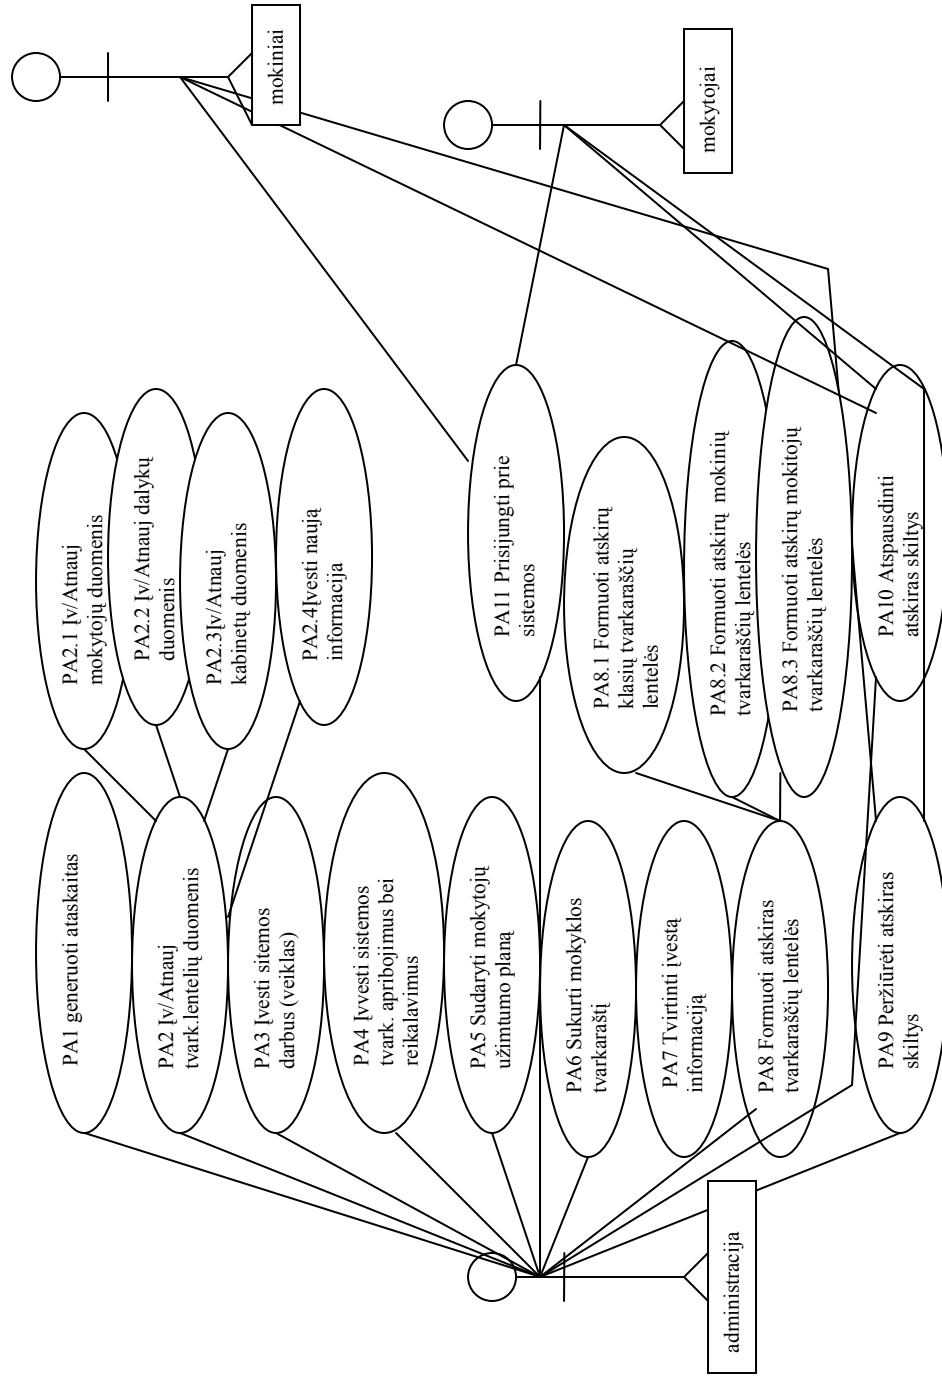 mokiniai
mokytojai
PA2.1 Įv/Atnauj
mokytojų duomenis
PA2.2 Įv/Atnauj dalykų
duomenis
PA2.3Įv/Atnauj
kabinetų duomenis
PA2.4Įvesti naują
informacija
PA11 Prisijungti prie
sistemos
PA8.1 Formuoti atskirų
klasių tvarkaraščių
lentelės
PA8.2 Formuoti atskirų mokinių
tvarkaraščių lentelės
PA8.3 Formuoti atskirų mokitojų
tvarkaraščių lentelės
PA10 Atspausdinti
atskiras skiltys
PA1 generuoti ataskaitas
PA2 Įv/Atnauj
tvark.lentelių duomenis
PA3 Įvesti sitemos
darbus (veiklas)
PA4 Įvvesti sistemos
tvark. apribojimus bei
reikalavimus
PA5 Sudaryti mokytojų
užimtumo planą
PA6 Sukurti mokyklos
tvarkaraštį
PA7 Tvirtinti įvestą
informaciją
PA8 Formuoti atskiras
tvarkaraščių lentelės
PA9 Peržiūrėti atskiras
skiltys
administracija